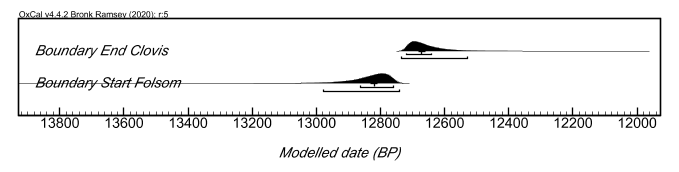 OxCal v4.4.2 Bronk Ramsey (2020); r:5
Boundary End Clovis
Boundary Start Folsom
13800 13600 13400 13200 13000 12800 12600 12400 12200 12000
Modelled date (BP)